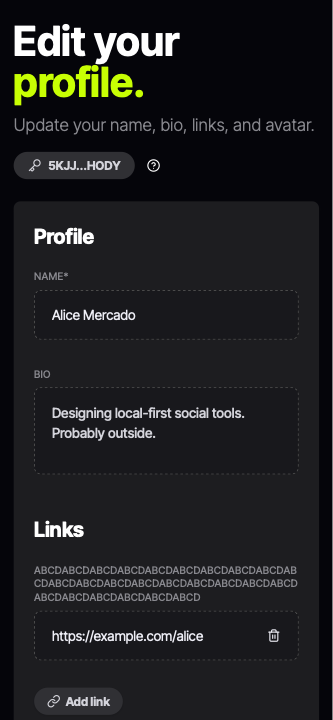 Edit your
profile.
Update your name, bio, links, and avatar.
5KJJ...HODY
Profile
NAME*
Alice Mercado
BIO
Designing local-first social tools.
Probably outside.
Links
ABCDABCDABCDABCDABCDABCDABCDABCDABCDAB
CDABCDABCDABCDABCDABCDABCDABCDABCDABCD
ABCDABCDABCDABCDABCDABCD
https://example.com/alice
Add link